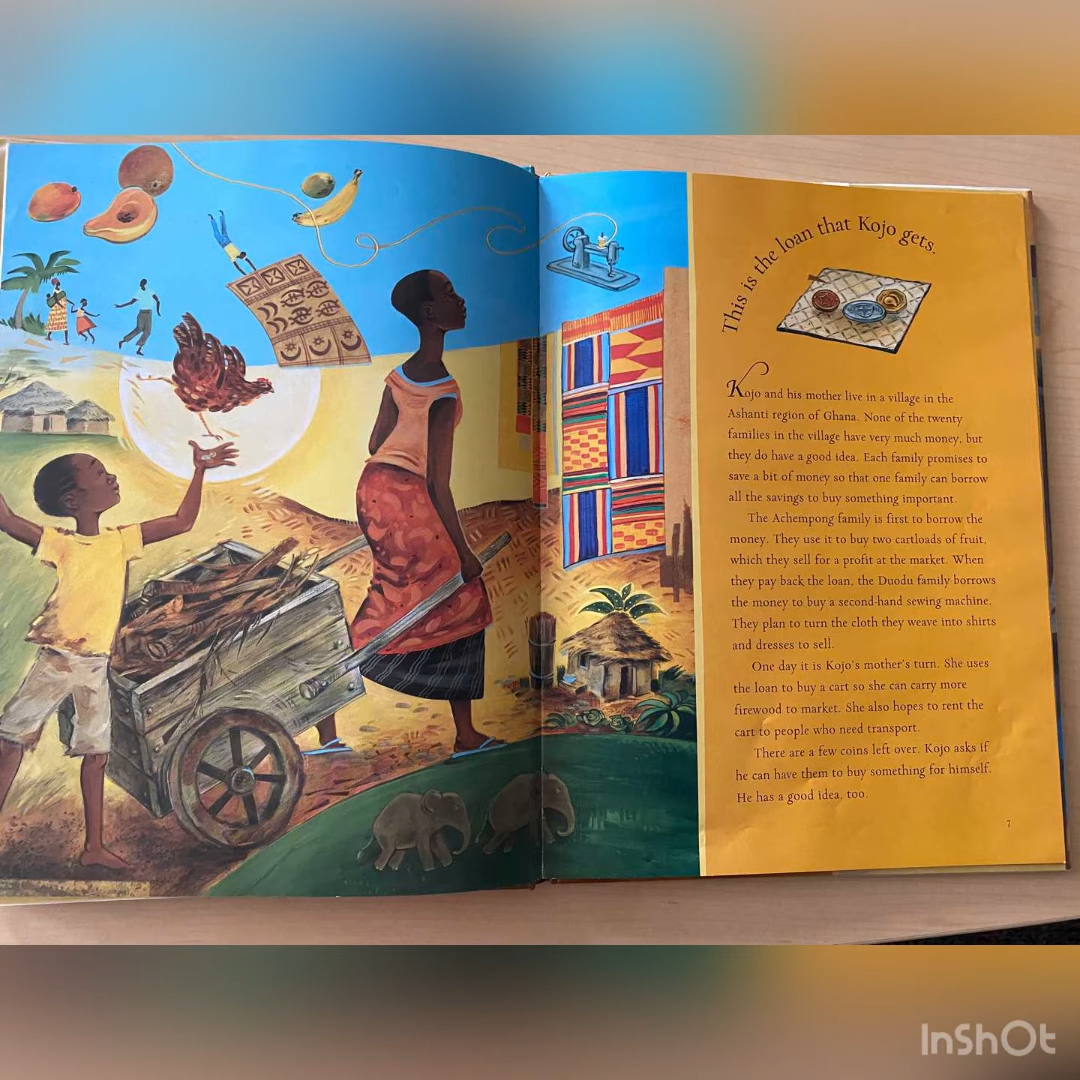 This is the loan that Kojo gets.
Kojo and his mother live in a village in the
Ashanti region of Ghana. None of the twenty
families in the village have very much money, but
they do have a good idea. Each family promises to
save a bit of money so that one family can borrow
all the savings to buy something important.
The Achempong family is first to borrow the
money. They use it to buy two cartloads of fruit,
which they sell for a profit at the market. When
they pay back the loan, the Duodu family borrows
the money to buy a second-hand sewing machine.
They plan to turn the cloth they weave into shirts
and dresses to sell.
One day it is Kojo's mother's turn. She uses
the loan to buy a cart so she can carry more
firewood to market. She also hopes to rent the
cart to people who need transport.
There are a few coins left over. Kojo asks if
he can have them to buy something for himself.
He has a good idea, too.
7
InShOt